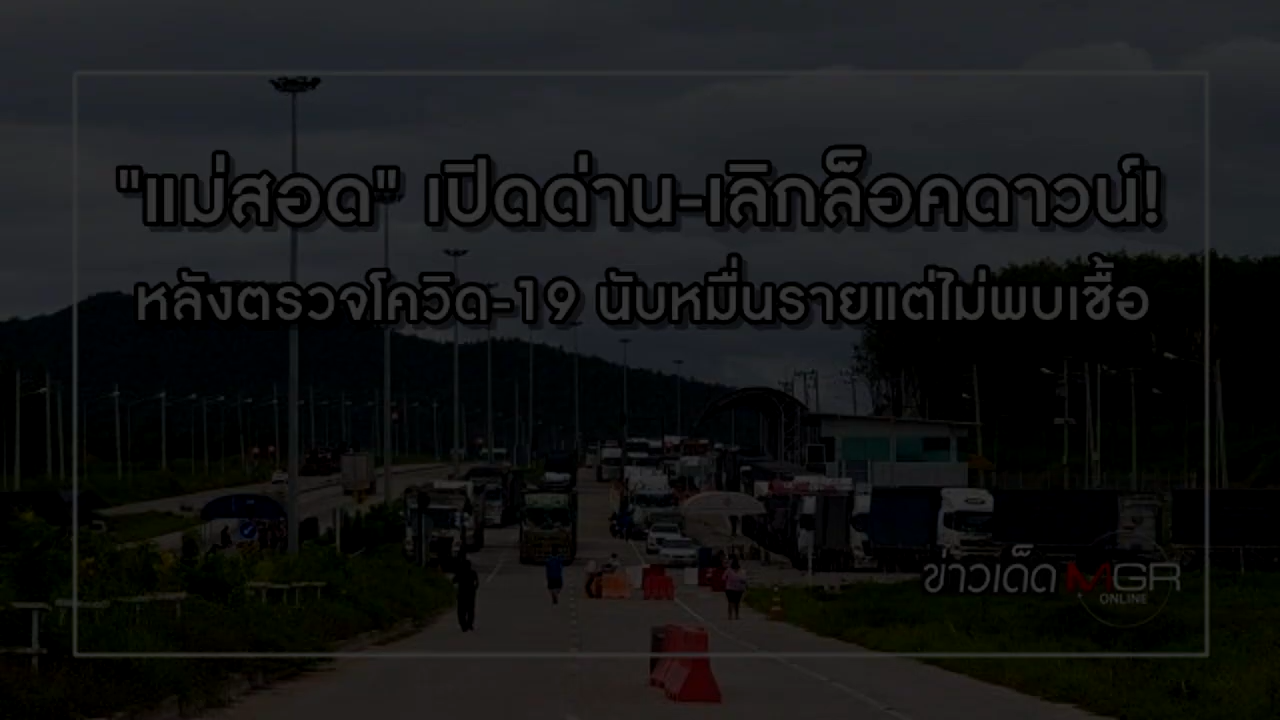 "แม่สอด" เปิดด่าน-เลิกล็อคดาวน์!
หลังตรวจโควิด-19 นับหมื่นรายแต่ไม่พบเชื้อ
ข่าวเด็ด MGR
ONLINE